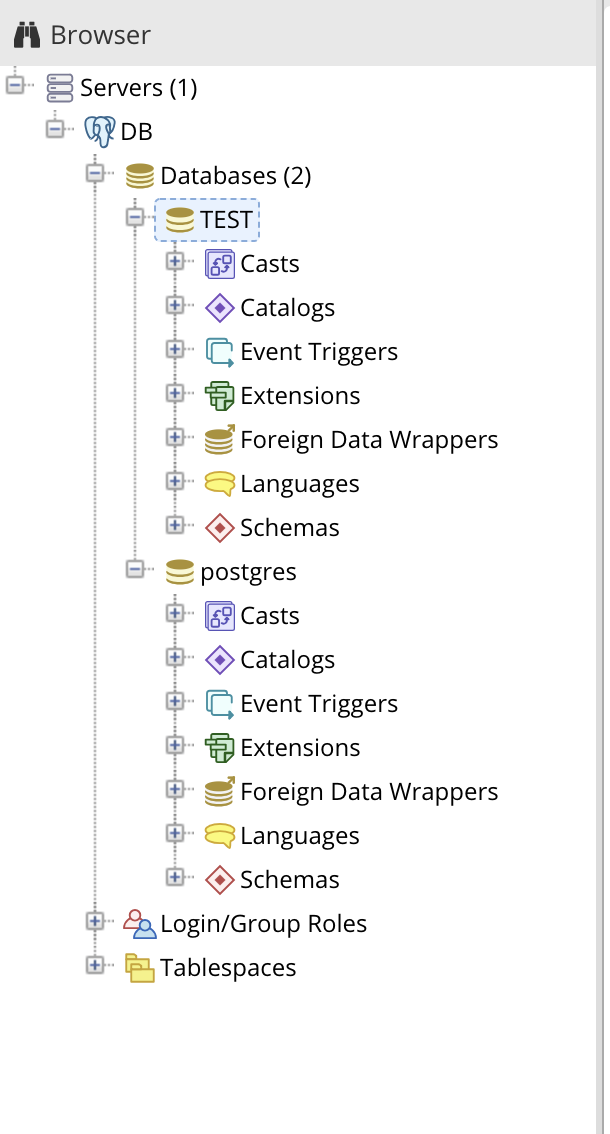 Browser
Servers (1)
DB
Databases (2)
TEST
Casts
Catalogs
Event Triggers
Extensions
Foreign Data Wrappers
Languages
Schemas
postgres
Casts
Catalogs
Event Triggers
Extensions
Foreign Data Wrappers
Languages
Schemas
Login/Group Roles
Tablespaces